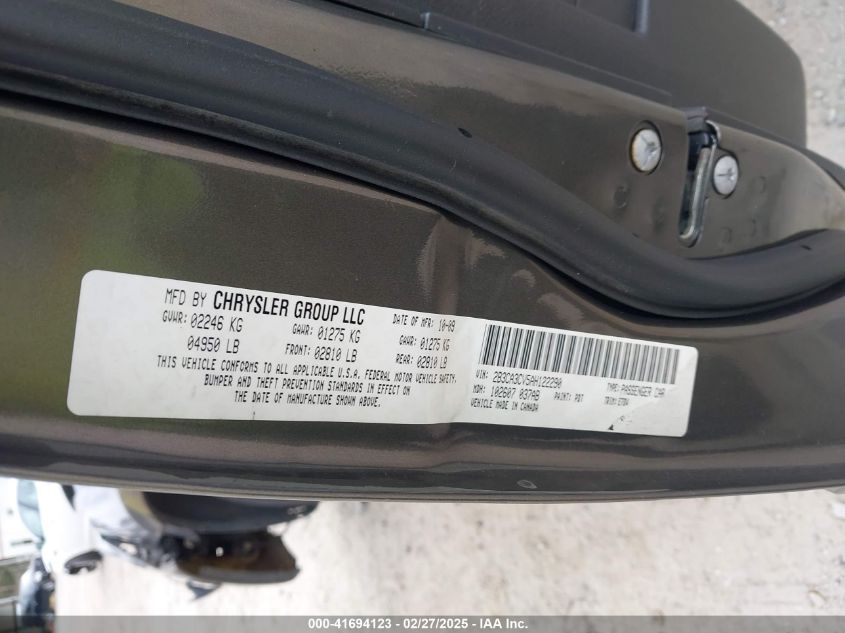 MFD BY CHRYSLER GROUP LLC
DATE OF MFR: 10-09
GVWR: 02246 KG GAWR: 01275 KG GAWR: 01275 KG
04950 LB FRONT: 02810 LB REAR: 02810 LB
THIS VEHICLE CONFORMS TO ALL APPLICABLE U.S.A. FEDERAL MOTOR VEHICLE SAFETY,
BUMPER AND THEFT PREVENTION STANDARDS IN EFFECT ON
THE DATE OF MANUFACTURE SHOWN ABOVE.
VIN: 2B3CA3CV5AH122290 TYPE: PASSENGER CAR
MDH: 102607 037AB PAINT: PDT TRIM:
VEHICLE MADE IN CANADA
000-41694123 – 02/27/2025 – IAA Inc.